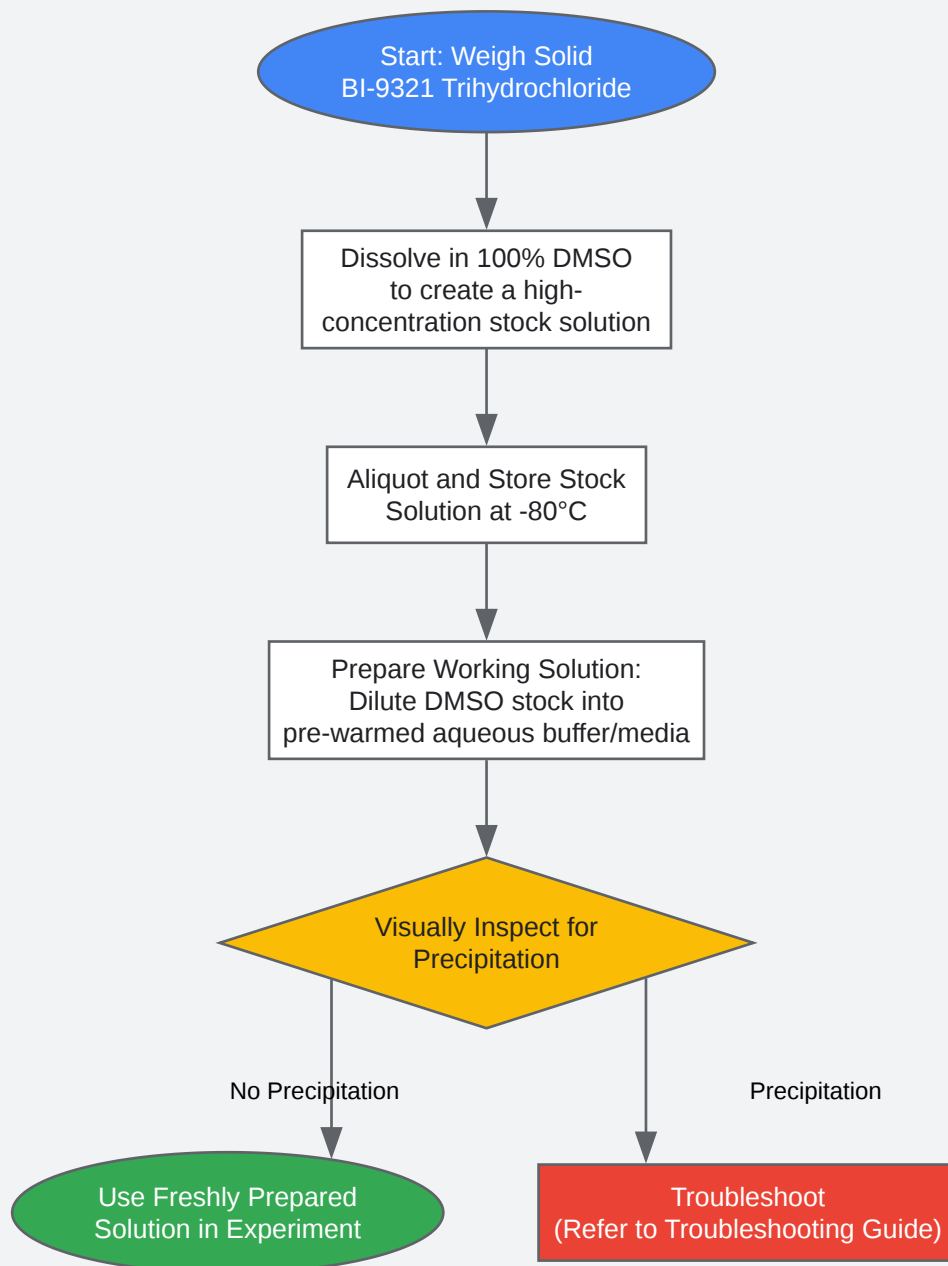 Start: Weigh Solid
BI-9321 Trihydrochloride
Dissolve in 100% DMSO
to create a high-
concentration stock solution
Aliquot and Store Stock
Solution at -80°C
Prepare Working Solution:
Dilute DMSO stock into
pre-warmed aqueous buffer/media
Visually Inspect for
Precipitation
No Precipitation
Precipitation
Use Freshly Prepared
Solution in Experiment
Troubleshoot
(Refer to Troubleshooting Guide)